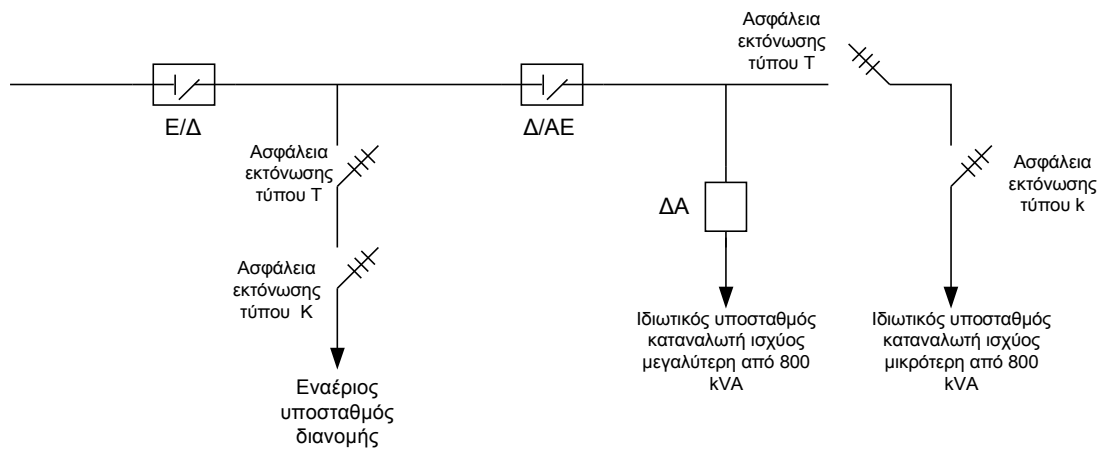 Ασφάλεια
εκτόνωσης
τύπου Τ
Ε/Δ
Δ/ΑΕ
Ασφάλεια
εκτόνωσης
τύπου Τ
Ασφάλεια
εκτόνωσης
τύπου k
ΔΑ
Ασφάλεια
εκτόνωσης
τύπου Κ
Εναέριος
υποσταθμός
διανομής
Ιδιωτικός υποσταθμός
καταναλωτή ισχύος
μεγαλύτερη από 800
kVA
Ιδιωτικός υποσταθμός
καταναλωτή ισχύος
μικρότερη από 800
kVA